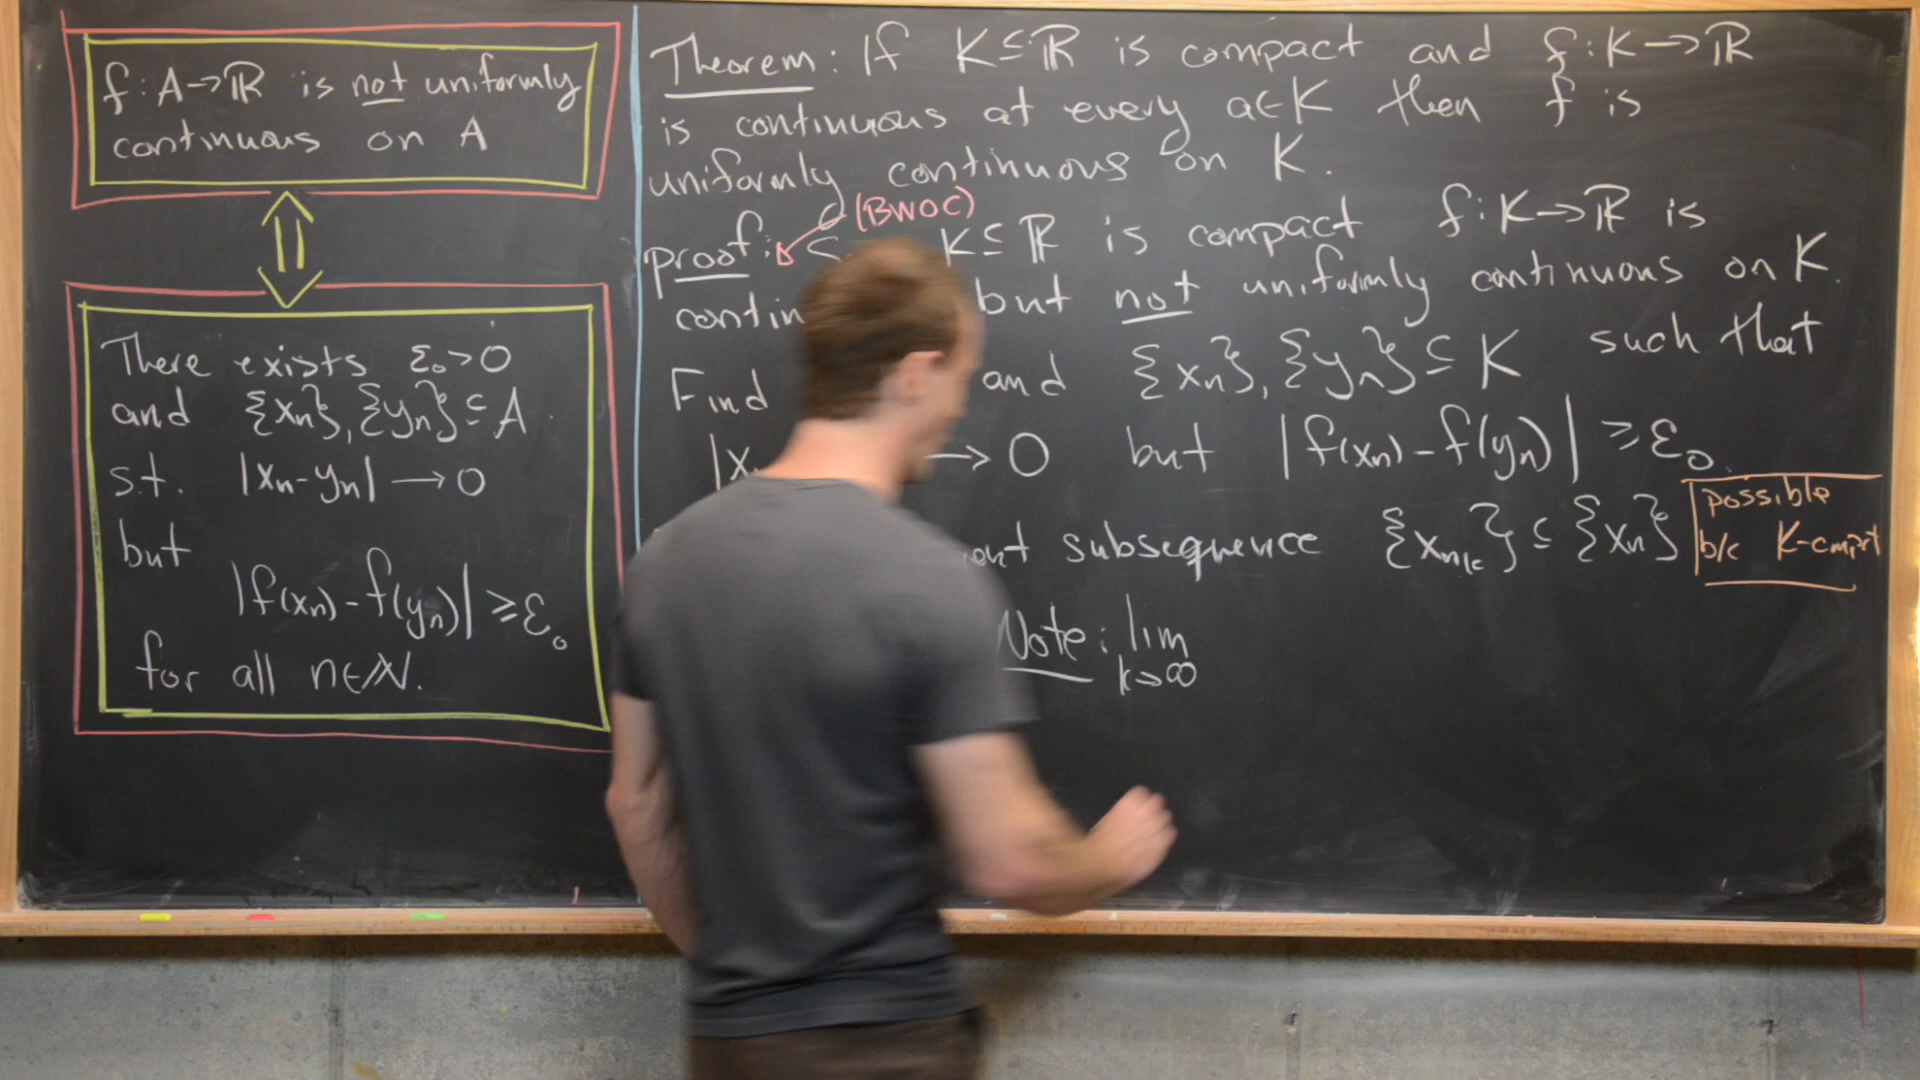 f: A→ℝ is not uniformly
continuous on A
There exists ε₀>0
and {xₙ}, {yₙ} ⊆ A.
s.t. |xₙ-yₙ| → 0
but
|f(xₙ)-f(yₙ)| ≥ ε₀
for all n∈ℕ.
Theorem: If K⊆ℝ is compact and f: K→ℝ
is continuous at every a∈K then f is
uniformly continuous on K.
(BWOC)
proof: K⊆ℝ is compact f: K→ℝ is
but not uniformly continuous on K.
Find and {xₙ}, {yₙ} ⊆ K such that
→ 0 but |f(xₙ)-f(yₙ)| ≥ ε₀.
subsequence {xₙₖ} ⊆ {xₙ}
possible
b/c K-cmpct
Note: lim
k→∞